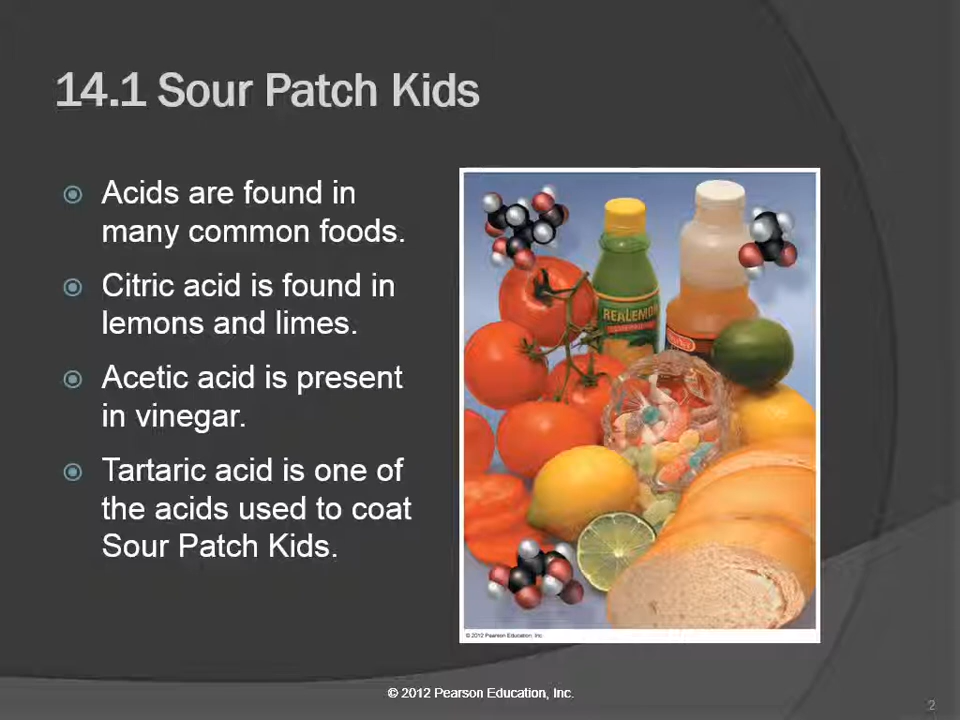 14.1 Sour Patch Kids
Acids are found in
many common foods.
Citric acid is found in
lemons and limes.
Acetic acid is present
in vinegar.
Tartaric acid is one of
the acids used to coat
Sour Patch Kids.
REALEMON
© 2012 Pearson Education, Inc.
© 2012 Pearson Education, Inc.
2